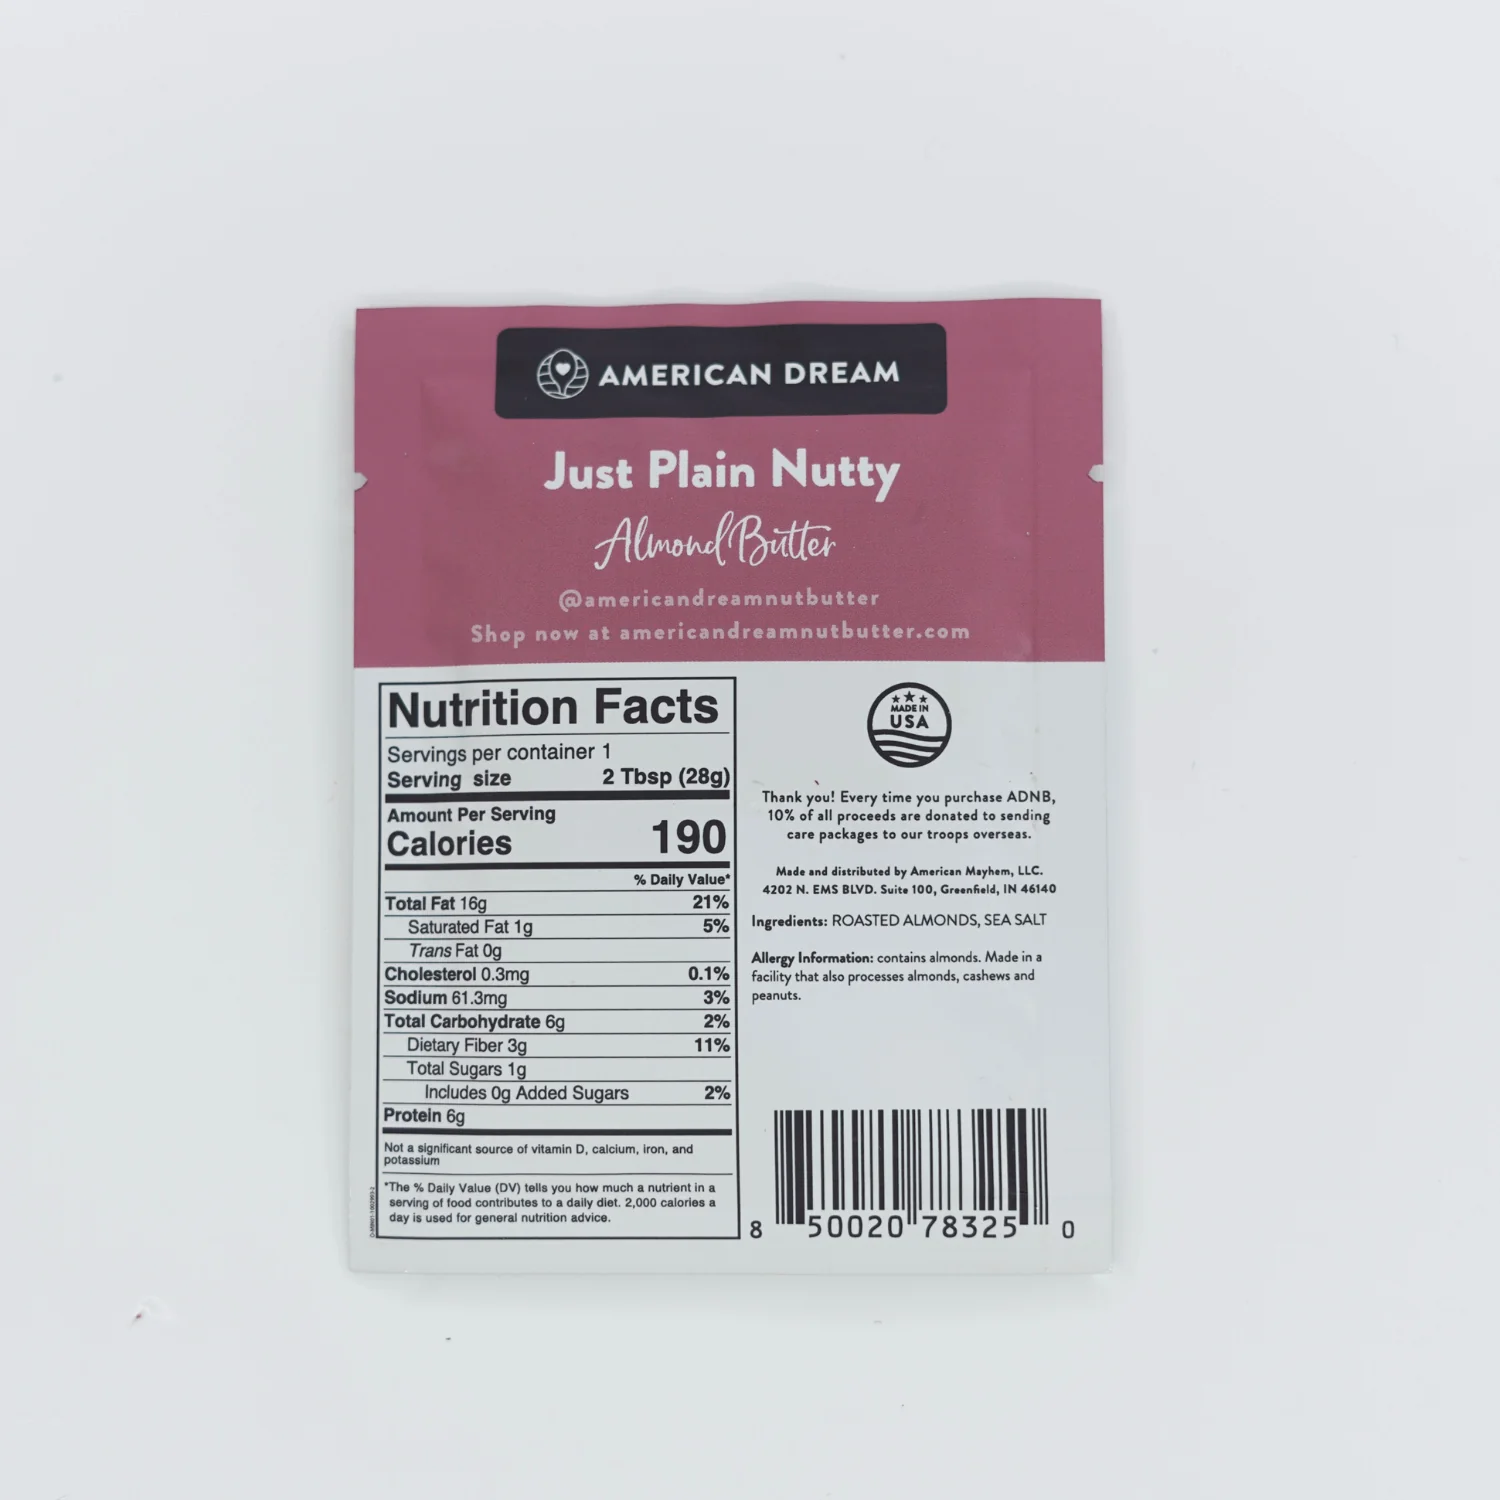 AMERICAN DREAM
Just Plain Nutty
Almond Butter
@americandreamnutbutter
Shop now at americandreamnutbutter.com
Nutrition Facts
Servings per container 1
Serving size 2 Tbsp (28g)
Amount Per Serving
Calories 190
% Daily Value*
Total Fat 16g 21%
Saturated Fat 1g 5%
Trans Fat 0g
Cholesterol 0.3mg 0.1%
Sodium 61.3mg 3%
Total Carbohydrate 6g 2%
Dietary Fiber 3g 11%
Total Sugars 1g
Includes 0g Added Sugars 2%
Protein 6g
Not a significant source of vitamin D, calcium, iron, and
potassium
*The % Daily Value (DV) tells you how much a nutrient in a
serving of food contributes to a daily diet. 2,000 calories a
day is used for general nutrition advice.
MADE IN
USA
Thank you! Every time you purchase ADNB,
10% of all proceeds are donated to sending
care packages to our troops overseas.
Made and distributed by American Mayhem, LLC.
4202 N. EMS BLVD. Suite 100, Greenfield, IN 46140
Ingredients: ROASTED ALMONDS, SEA SALT
Allergy Information: contains almonds. Made in a
facility that also processes almonds, cashews and
peanuts.
8 50020 78325 0